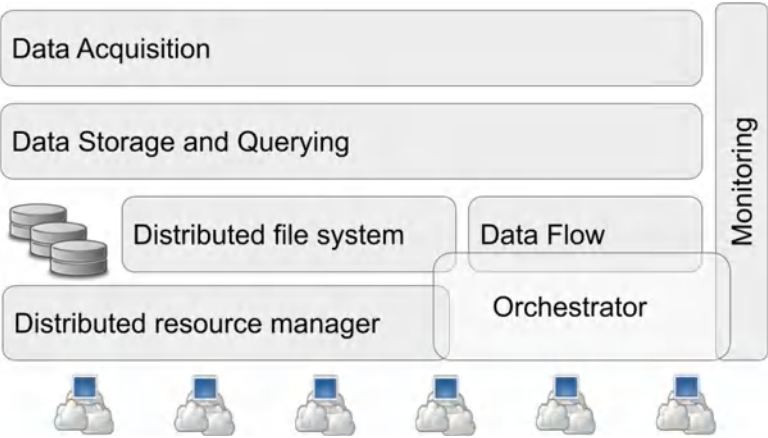 Data Acquisition
Data Storage and Querying
Monitoring
Distributed file system
Data Flow
Orchestrator
Distributed resource manager